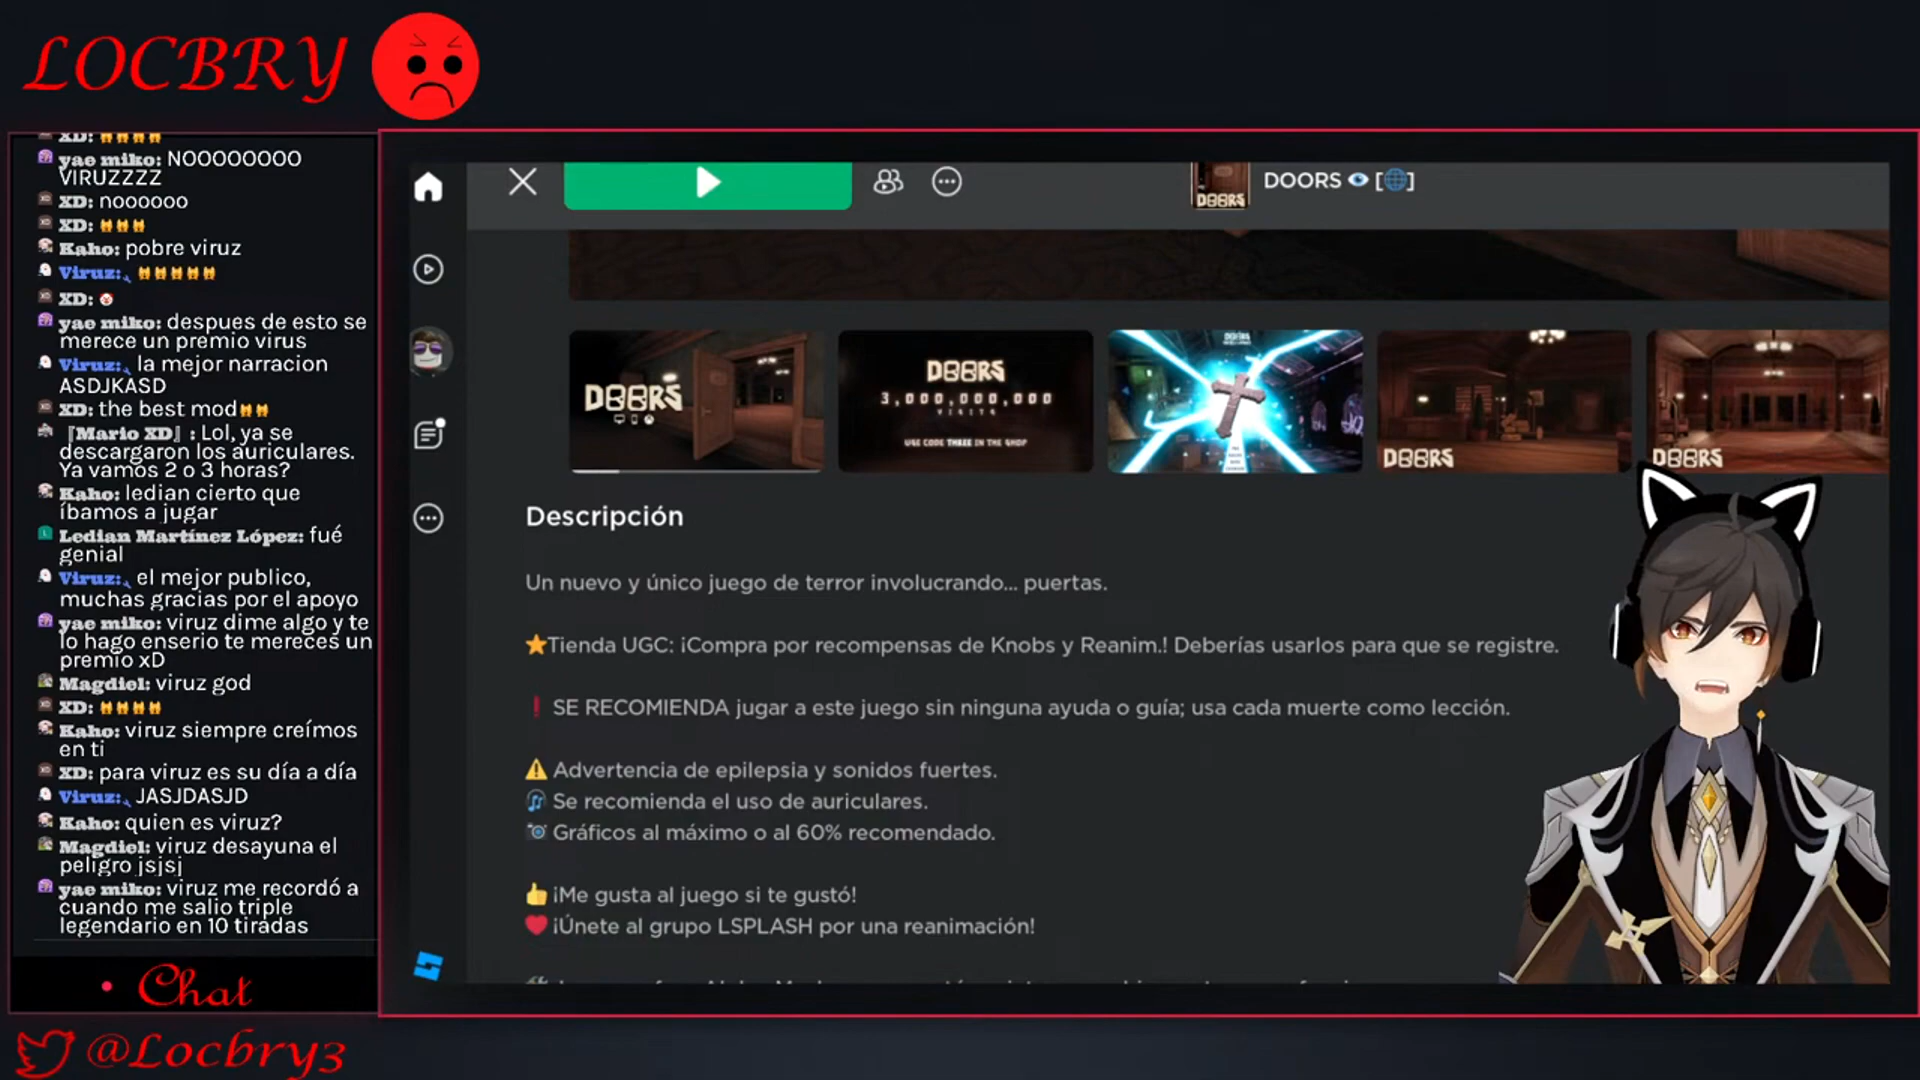 LOCBRY
XD:
yae miko: NOOOOOOOO
VIRUZZZZ
XD: noooooo
XD:
Kaho: pobre viruz
Viruz:
XD:
yae miko: despues de esto se
merece un premio virus
Viruz: la mejor narracion
ASDJKASD
XD: the best mod
『Mario XD』: Lol, ya se
descargaron los auriculares.
Ya vamos 2 o 3 horas?
Kaho: ledian cierto que
íbamos a jugar
Ledian Martínez López: fué
genial
Viruz: el mejor publico,
muchas gracias por el apoyo
yae miko: viruz dime algo y te
lo hago enserio te mereces un
premio xD
Magdiel: viruz god
XD:
Kaho: viruz siempre creímos
en ti
XD: para viruz es su día a día
Viruz: JASJDASJD
Kaho: quien es viruz?
Magdiel: viruz desayuna el
peligro jsjsj
yae miko: viruz me recordó a
cuando me salio triple
legendario en 10 tiradas
• Chat
@Locbry3
DOORS
DOORS 👁 [🌐]
DOORS
DOORS
3,000,000,000
VISITS
USE CODE THREE IN THE SHOP
DOORS
DOORS
Descripción
Un nuevo y único juego de terror involucrando... puertas.
⭐Tienda UGC: ¡Compra por recompensas de Knobs y Reanim.! Deberías usarlos para que se registre.
❗ SE RECOMIENDA jugar a este juego sin ninguna ayuda o guía; usa cada muerte como lección.
⚠️ Advertencia de epilepsia y sonidos fuertes.
🎧 Se recomienda el uso de auriculares.
Gráficos al máximo o al 60% recomendado.
👍 ¡Me gusta al juego si te gustó!
❤️ ¡Únete al grupo LSPLASH por una reanimación!